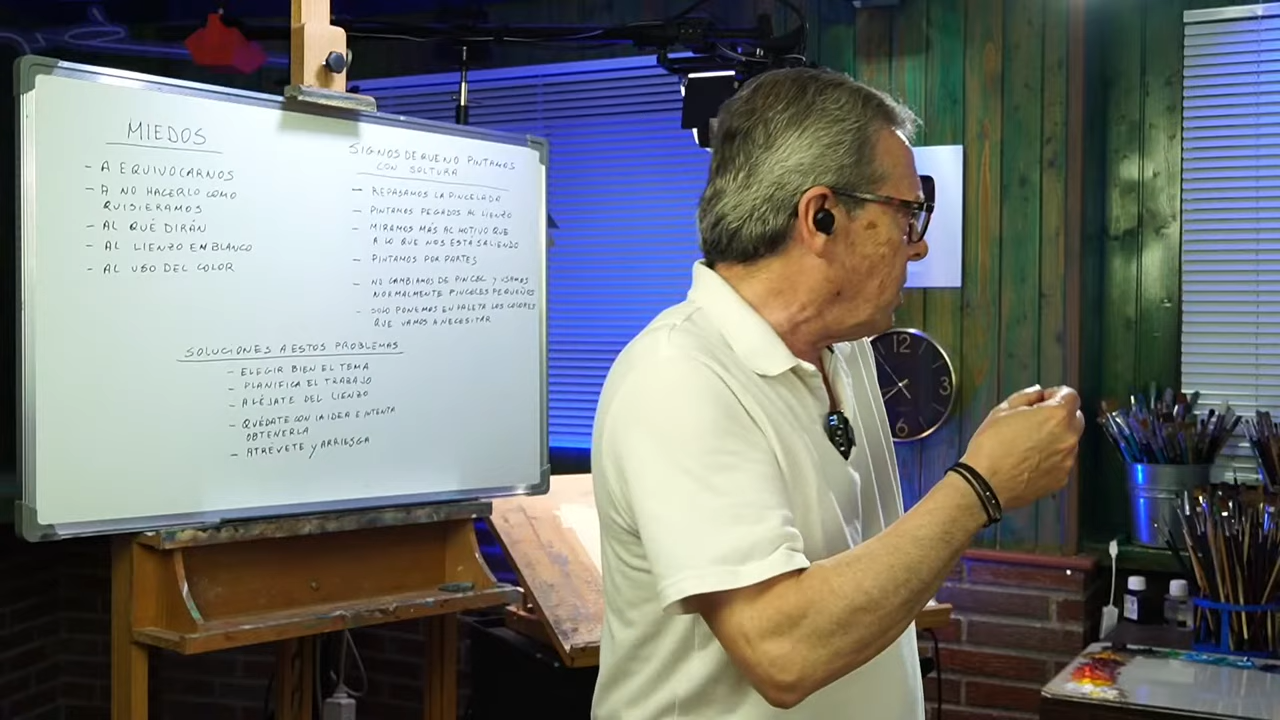 MIEDOS
- A EQUIVOCARNOS
- A NO HACERLO COMO
QUISIERAMOS
- AL QUÉ DIRÁN
- AL LIENZO EN BLANCO
- AL USO DEL COLOR
SIGNOS DE QUE NO PINTAMOS
CON SOLTURA
- REPASAMOS LA PINCELADA
- PINTAMOS PEGADOS AL LIENZO
- MIRAMOS MÁS AL MOTIVO QUE
A LO QUE NOS ESTÁ SALIENDO
- PINTAMOS POR PARTES
- NO CAMBIAMOS DE PINCEL Y USAMOS
NORMALMENTE PINCELES PEQUEÑOS
- SOLO PONEMOS EN PALETA LOS COLORES
QUE VAMOS A NECESITAR
SOLUCIONES A ESTOS PROBLEMAS
- ELEGIR BIEN EL TEMA
- PLANIFICA EL TRABAJO
- ALÉJATE DEL LIENZO
- QUÉDATE CON LA IDEA E INTENTA
OBTENERLA
- ATRÉVETE Y ARRIESGA
12
3
6